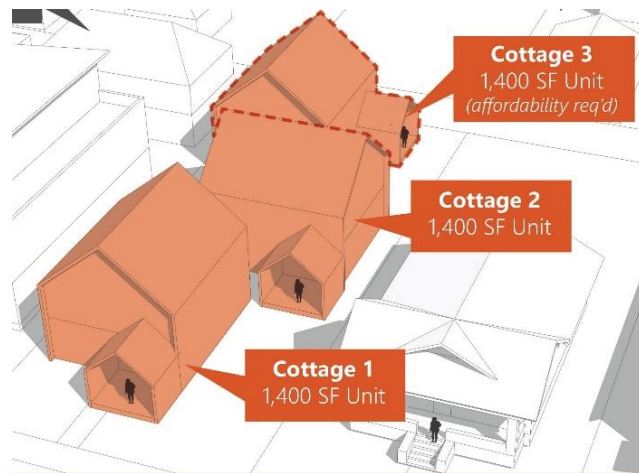 Cottage 3
1,400 SF Unit
(affordability req'd)
Cottage 2
1,400 SF Unit
Cottage 1
1,400 SF Unit